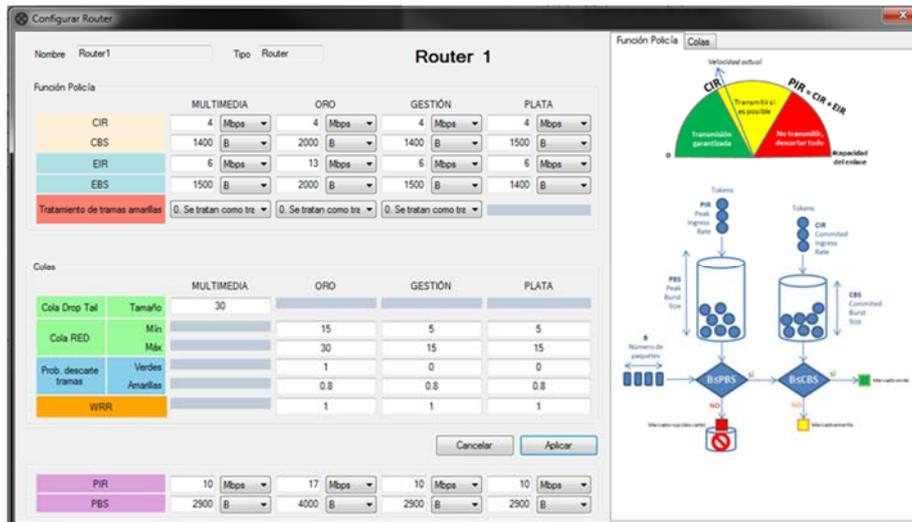 Configurar Router
Nombre Router1 Tipo Router Router 1
Función Policía
MULTIMEDIA ORO GESTIÓN PLATA
CIR 4 Mbps 4 Mbps 4 Mbps 4 Mbps
CBS 1400 B 2000 B 1400 B 1500 B
EIR 6 Mbps 13 Mbps 6 Mbps 6 Mbps
EBS 1500 B 2000 B 1500 B 1400 B
Tratamiento de tramas amarillas 0. Se tratan como tra 0. Se tratan como tra 0. Se tratan como tra
Colas
MULTIMEDIA ORO GESTIÓN PLATA
Cola Drop Tail Tamaño 30
Cola RED Mín 15 5 5
Máx 30 15 15
Prob. descarte tramas Verdes 1 0 0
Amarillas 0.8 0.8 0.8
WRR 1 1 1
Cancelar Aplicar
PIR 10 Mbps 17 Mbps 10 Mbps 10 Mbps
PBS 2900 B 4000 B 2900 B 2900 B
Función Policía Colas
Velocidad actual
CIR
PIR = CIR + EIR
Transmisión garantizada
Transmitir si es posible
No transmitir, descartar todo
0
capacidad del enlace
Tokens
PIR
Peak
Ingress
Rate
Tokens
CIR
Commited
Ingress
Rate
PBS
Peak
Burst
Size
CBS
Commited
Burst
Size
B
Número de
paquetes
B≤PBS
SÍ
B≤CBS
SÍ
Marcado verde
NO
NO
Marcado amarillo